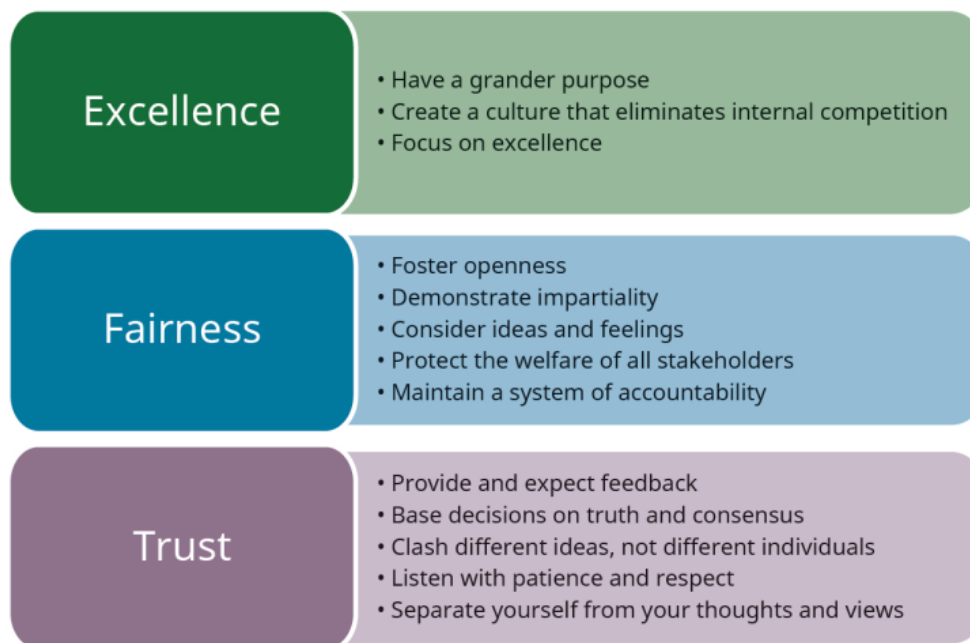 Excellence
• Have a grander purpose
• Create a culture that eliminates internal competition
• Focus on excellence
Fairness
• Foster openness
• Demonstrate impartiality
• Consider ideas and feelings
• Protect the welfare of all stakeholders
• Maintain a system of accountability
Trust
• Provide and expect feedback
• Base decisions on truth and consensus
• Clash different ideas, not different individuals
• Listen with patience and respect
• Separate yourself from your thoughts and views